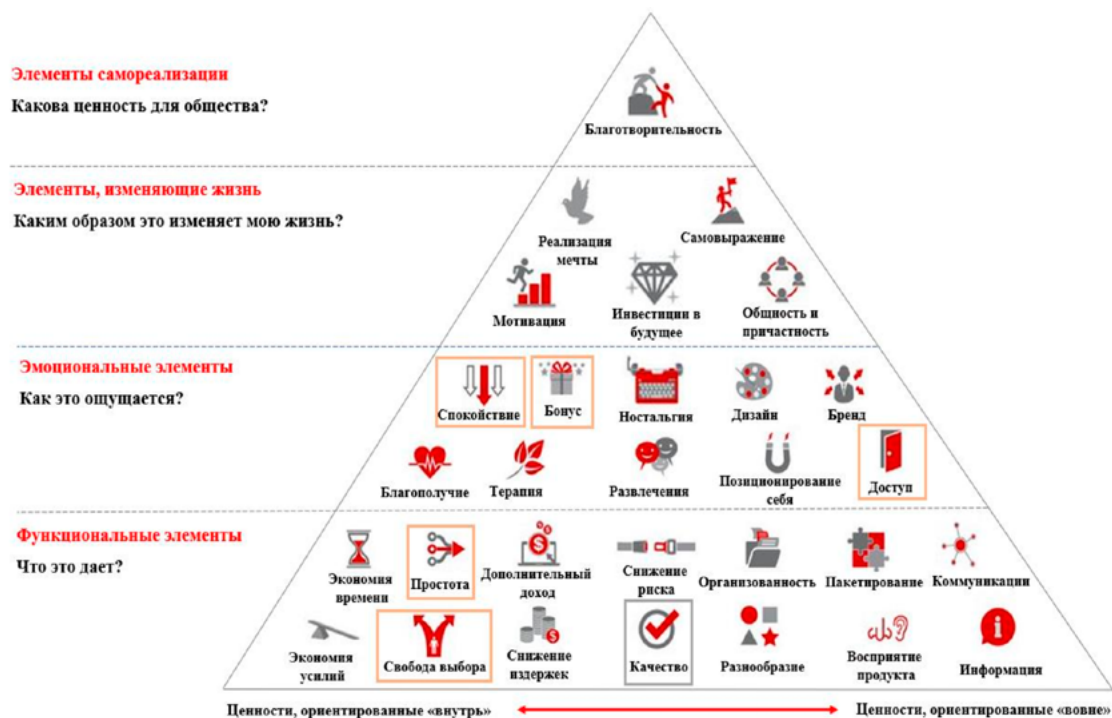 Элементы самореализации
Какова ценность для общества?
Благотворительность
Элементы, изменяющие жизнь
Каким образом это изменяет мою жизнь?
Реализация
мечты
Самовыражение
Мотивация
Инвестиции в
будущее
Общность и
причастность
Эмоциональные элементы
Как это ощущается?
Спокойствие
Бонус
Ностальгия
Дизайн
Бренд
Благополучие
Терапия
Развлечения
Позиционирование
себя
Доступ
Функциональные элементы
Что это дает?
Экономия
времени
Простота
Дополнительный
доход
Снижение
риска
Организованность
Пакетирование
Коммуникации
Экономия
усилий
Свобода выбора
Снижение
издержек
Качество
Разнообразие
Восприятие
продукта
Информация
Ценности, ориентированные «внутрь»
Ценности, ориентированные «вовне»